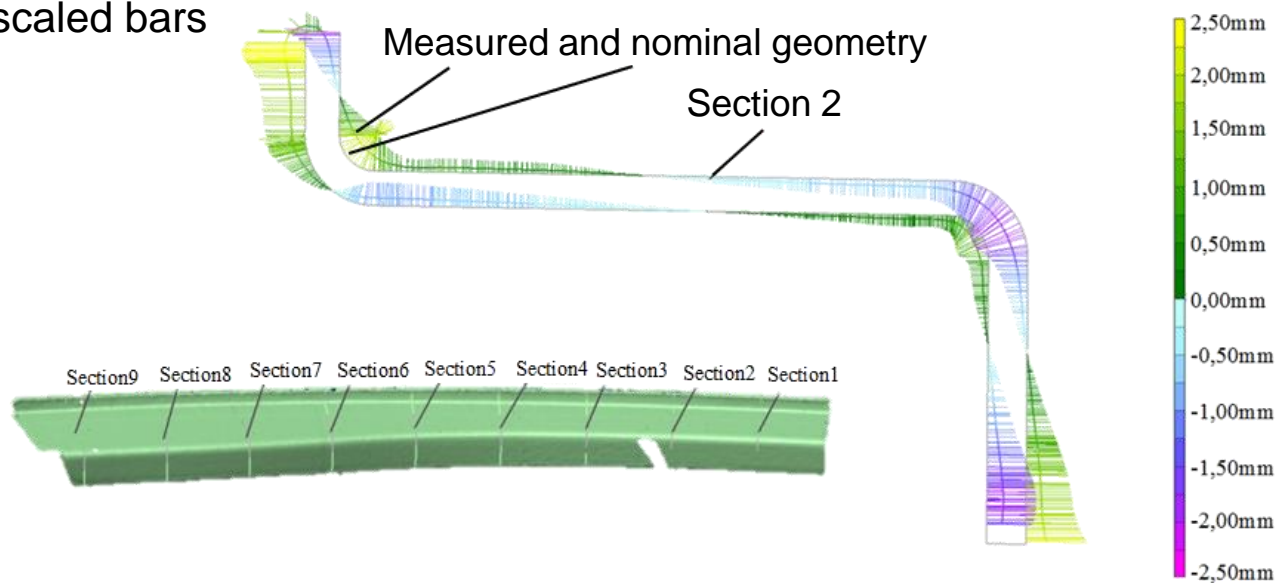 scaled bars
Measured and nominal geometry
Section 2
2,50mm
2,00mm
1,50mm
1,00mm
0,50mm
0,00mm
-0,50mm
-1,00mm
-1,50mm
-2,00mm
-2,50mm
Section9 Section8 Section7 Section6 Section5 Section4 Section3 Section2 Section1